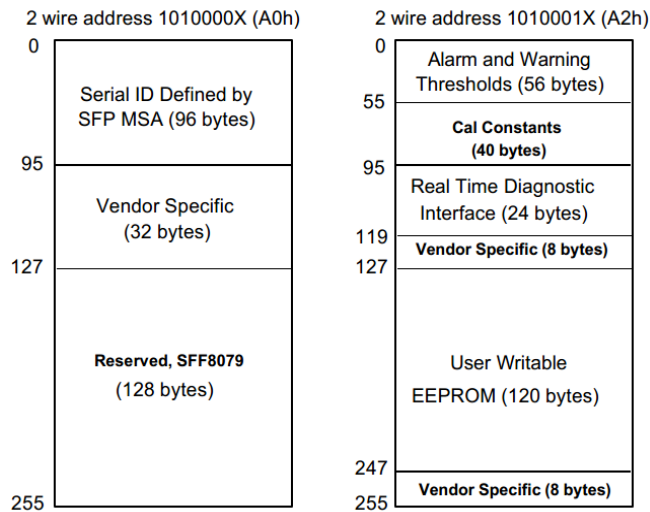 2 wire address 1010000X (A0h)
0
Serial ID Defined by
SFP MSA (96 bytes)
95
Vendor Specific
(32 bytes)
127
Reserved, SFF8079
(128 bytes)
255
2 wire address 1010001X (A2h)
0
Alarm and Warning
Thresholds (56 bytes)
55
Cal Constants
(40 bytes)
95
Real Time Diagnostic
Interface (24 bytes)
119
Vendor Specific (8 bytes)
127
User Writable
EEPROM (120 bytes)
247
Vendor Specific (8 bytes)
255